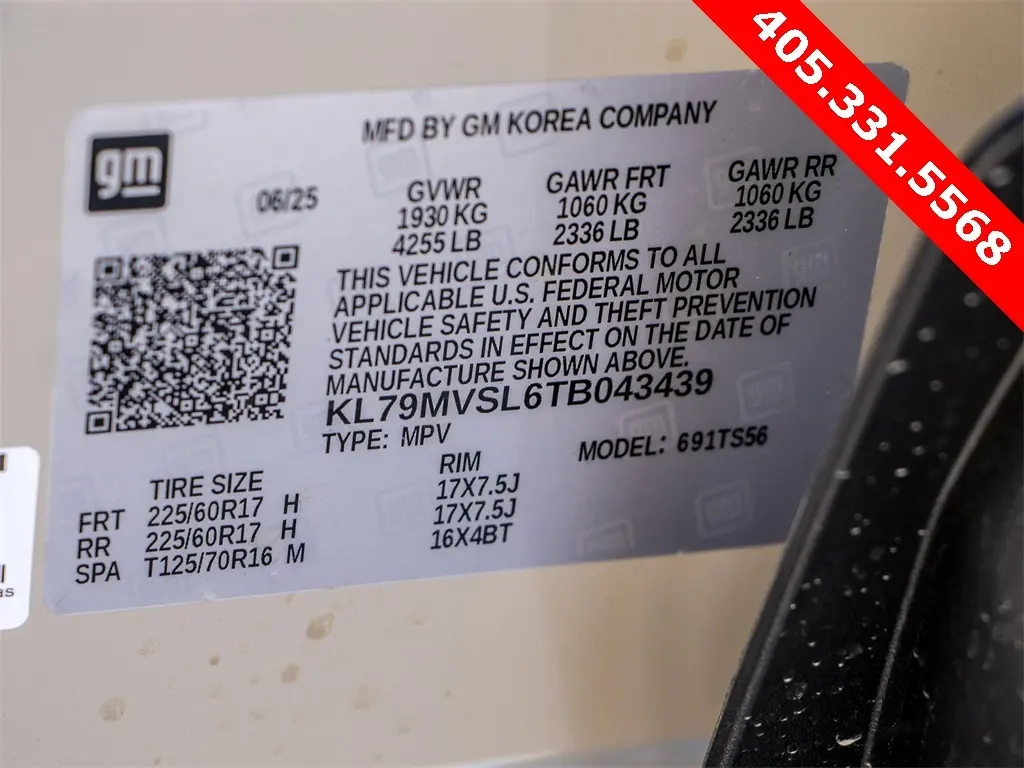 405.331.5568
MFD BY GM KOREA COMPANY
gm
06/25
GVWR
1930 KG
4255 LB
GAWR FRT
1060 KG
2336 LB
GAWR RR
1060 KG
2336 LB
THIS VEHICLE CONFORMS TO ALL
APPLICABLE U.S. FEDERAL MOTOR
VEHICLE SAFETY AND THEFT PREVENTION
STANDARDS IN EFFECT ON THE DATE OF
MANUFACTURE SHOWN ABOVE.
KL79MVSL6TB043439
TYPE: MPV
MODEL: 691TS56
TIRE SIZE
RIM
FRT 225/60R17 H 17X7.5J
RR 225/60R17 H 17X7.5J
SPA T125/70R16 M 16X4BT